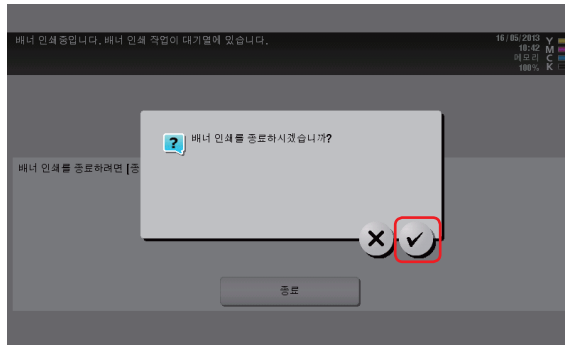 배너 인쇄중입니다. 배너 인쇄 작업이 대기열에 있습니다.
16/05/2013
10:42
메모리
100%
Y
M
C
K
배너 인쇄를 종료하시겠습니까?
배너 인쇄를 종료하려면 [종
종료